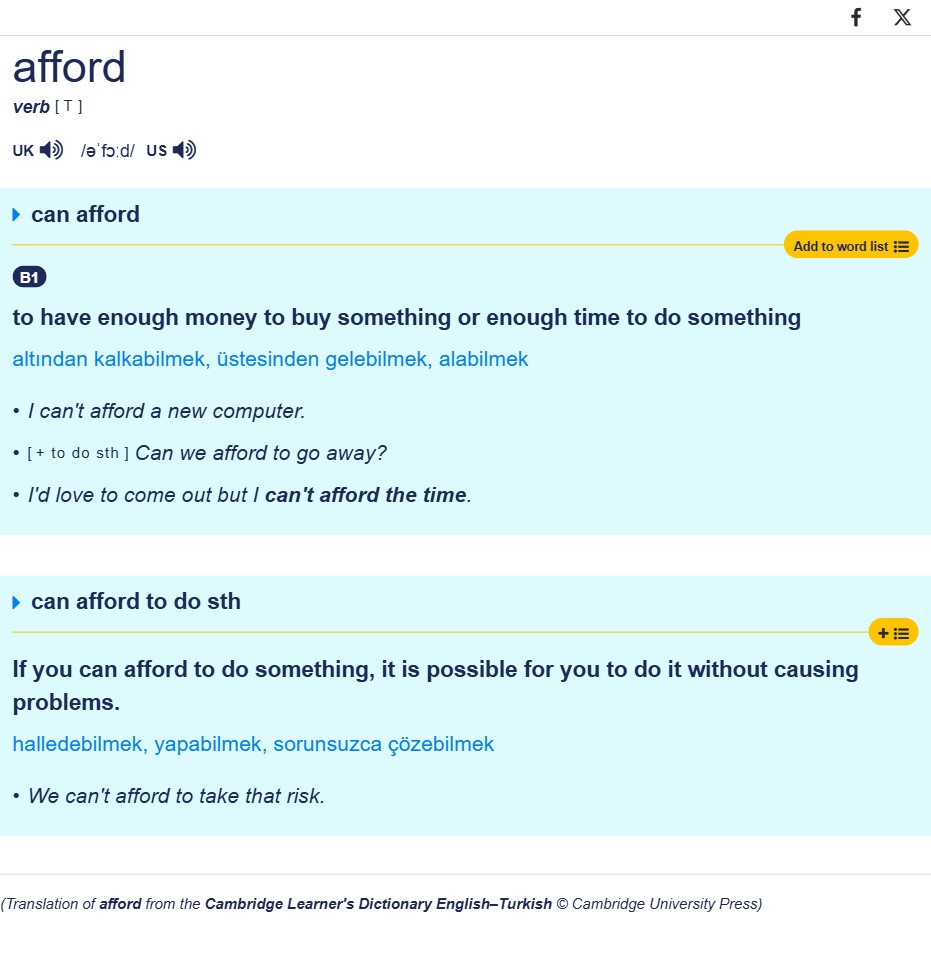 afford
verb [ T ]
UK /əˈfɔːd/ US
can afford
Add to word list
B1
to have enough money to buy something or enough time to do something
altından kalkabilmek, üstesinden gelebilmek, alabilmek
• I can't afford a new computer.
• [ + to do sth ] Can we afford to go away?
• I'd love to come out but I can't afford the time.
can afford to do sth
+
If you can afford to do something, it is possible for you to do it without causing
problems.
halledebilmek, yapabilmek, sorunsuzca çözebilmek
• We can't afford to take that risk.
(Translation of afford from the Cambridge Learner's Dictionary English–Turkish © Cambridge University Press)